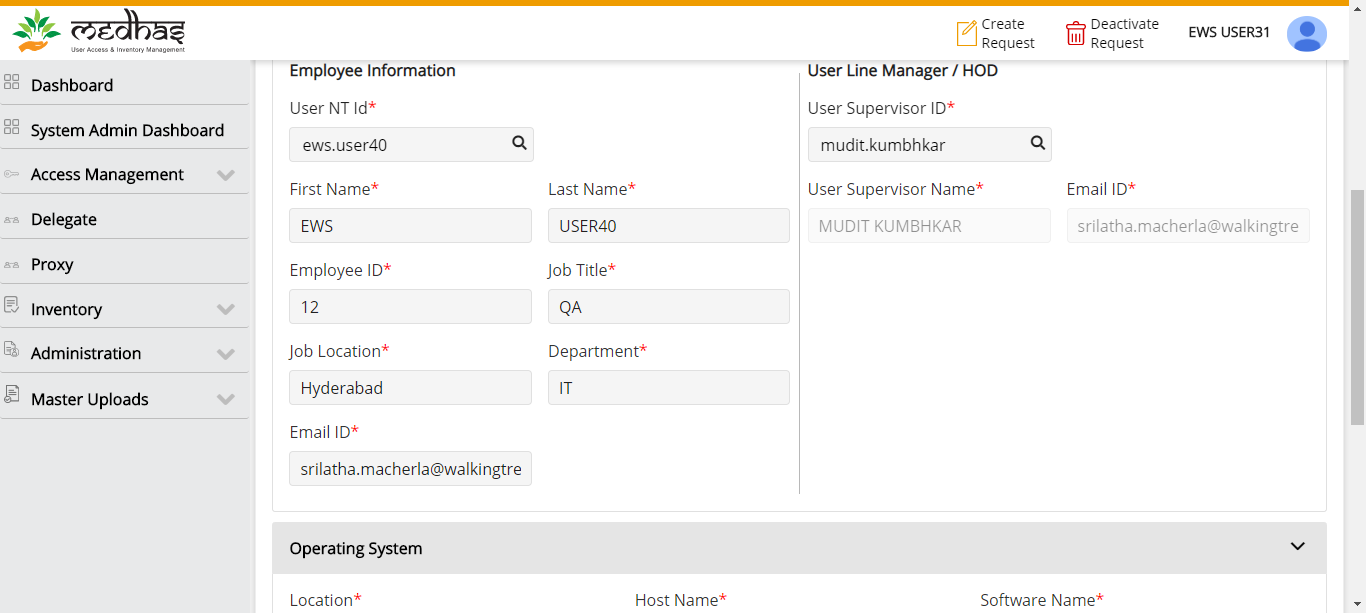 medhas
User Access & Inventory Management
Create
Request
Deactivate
Request
EWS USER31
Dashboard
System Admin Dashboard
Access Management
Delegate
Proxy
Inventory
Administration
Master Uploads
Employee Information
User NT Id*
ews.user40
First Name*
Last Name*
EWS
USER40
Employee ID*
Job Title*
12
QA
Job Location*
Department*
Hyderabad
IT
Email ID*
srilatha.macherla@walkingtre
User Line Manager / HOD
User Supervisor ID*
mudit.kumbhkar
User Supervisor Name*
Email ID*
MUDIT KUMBHKAR
srilatha.macherla@walkingtre
Operating System
Location*
Host Name*
Software Name*